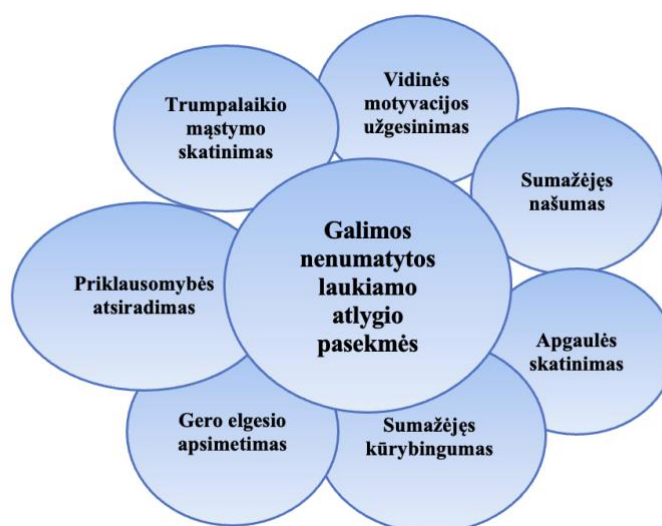 Vidinės
motyvacijos
užgesinimas
Trumpalaikio
mąstymo
skatinimas
Sumažėjęs
našumas
Galimos
nenumatytos
laukiamo
atlygio
pasekmės
Priklausomybės
atsiradimas
Apgaulės
skatinimas
Gero elgesio
apsimetimas
Sumažėjęs
kūrybingumas